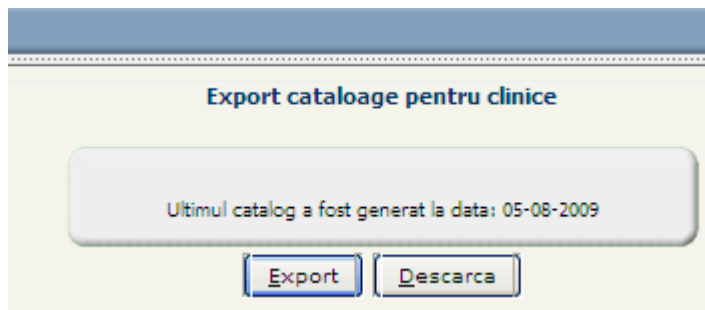 Export cataloage pentru clinice
Ultimul catalog a fost generat la data: 05-08-2009
Export Descarca